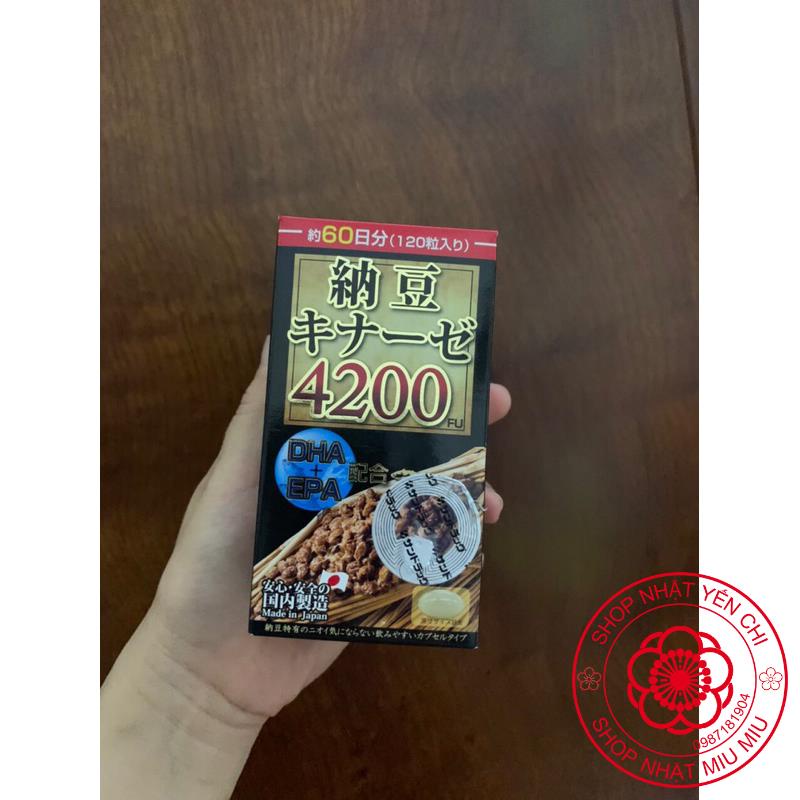 約60日分(120粒入り)
納豆
キナーゼ
4200FU
DHA
+
EPA
配合
安心・安全の
国内製造
Made in Japan
納豆特有のニオイ気にならない飲みやすいカプセルタイプ
SHOP NHẬT YẾN CHI
0987181904
SHOP NHẬT MIU MIU